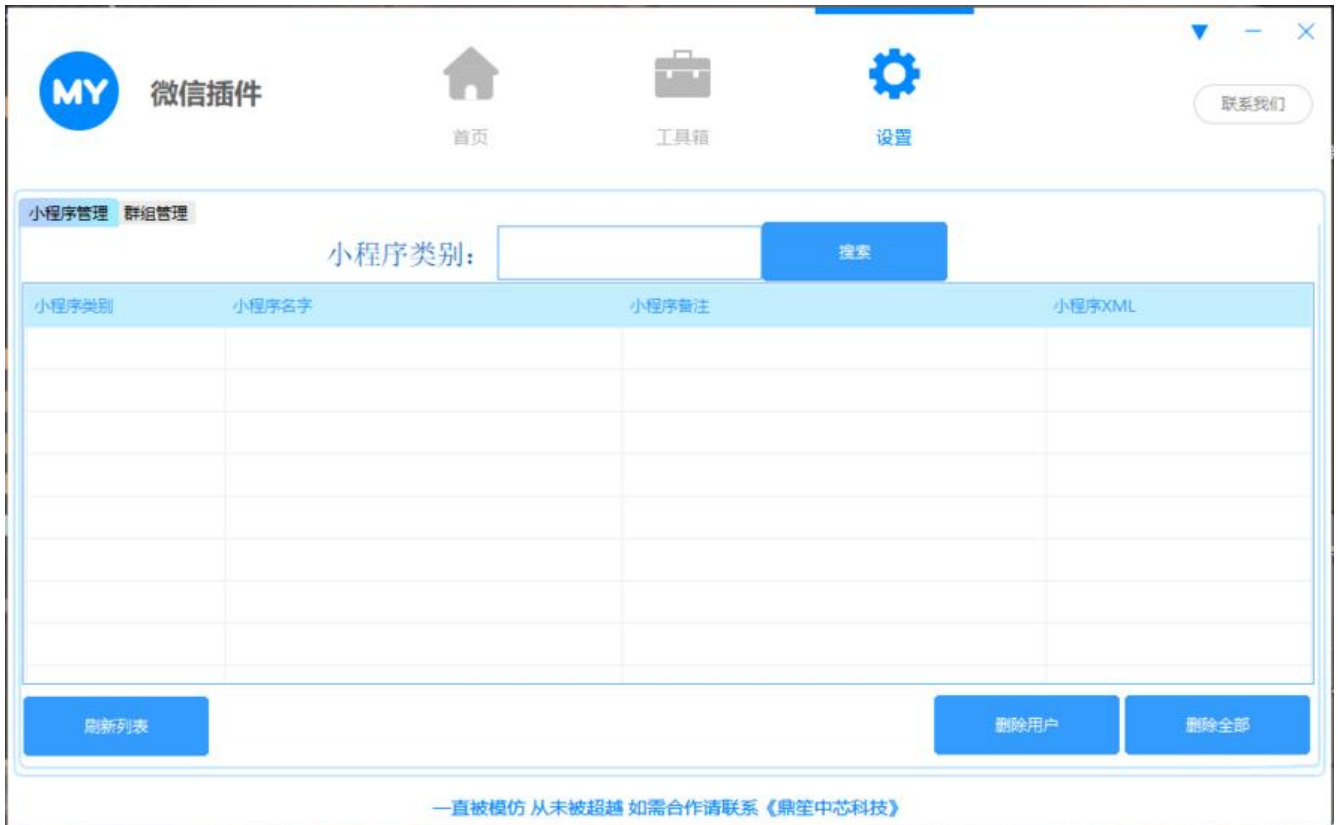 MY 微信插件
首页
工具箱
设置
联系我们
小程序管理 群组管理
小程序类别: 搜索
小程序类别 小程序名字 小程序备注 小程序XML
刷新列表 删除用户 删除全部
一直被模仿 从未被超越 如需合作请联系《鼎笙中芯科技》